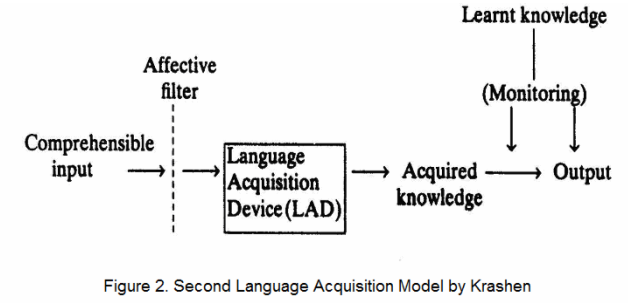 Learnt knowledge
Affective
filter
(Monitoring)
Comprehensible
input
Language
Acquisition
Device (LAD)
Acquired
knowledge
Output
Figure 2. Second Language Acquisition Model by Krashen